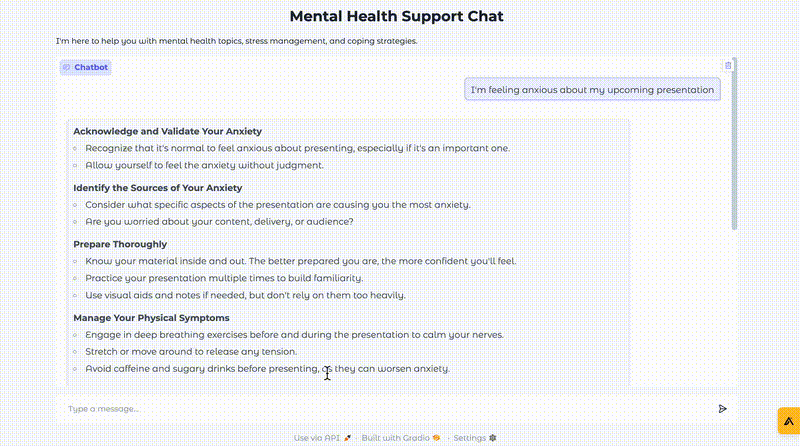 Mental Health Support Chat
I'm here to help you with mental health topics, stress management, and coping strategies.
Chatbot
I'm feeling anxious about my upcoming presentation
Acknowledge and Validate Your Anxiety
Recognize that it's normal to feel anxious about presenting, especially if it's an important one.
Allow yourself to feel the anxiety without judgment.
Identify the Sources of Your Anxiety
Consider what specific aspects of the presentation are causing you the most anxiety.
Are you worried about your content, delivery, or audience?
Prepare Thoroughly
Know your material inside and out. The better prepared you are, the more confident you'll feel.
Practice your presentation multiple times to build familiarity.
Use visual aids and notes if needed, but don't rely on them too heavily.
Manage Your Physical Symptoms
Engage in deep breathing exercises before and during the presentation to calm your nerves.
Stretch or move around to release any tension.
Avoid caffeine and sugary drinks before presenting, as they can worsen anxiety.
Type a message...
Use via API · Built with Gradio · Settings